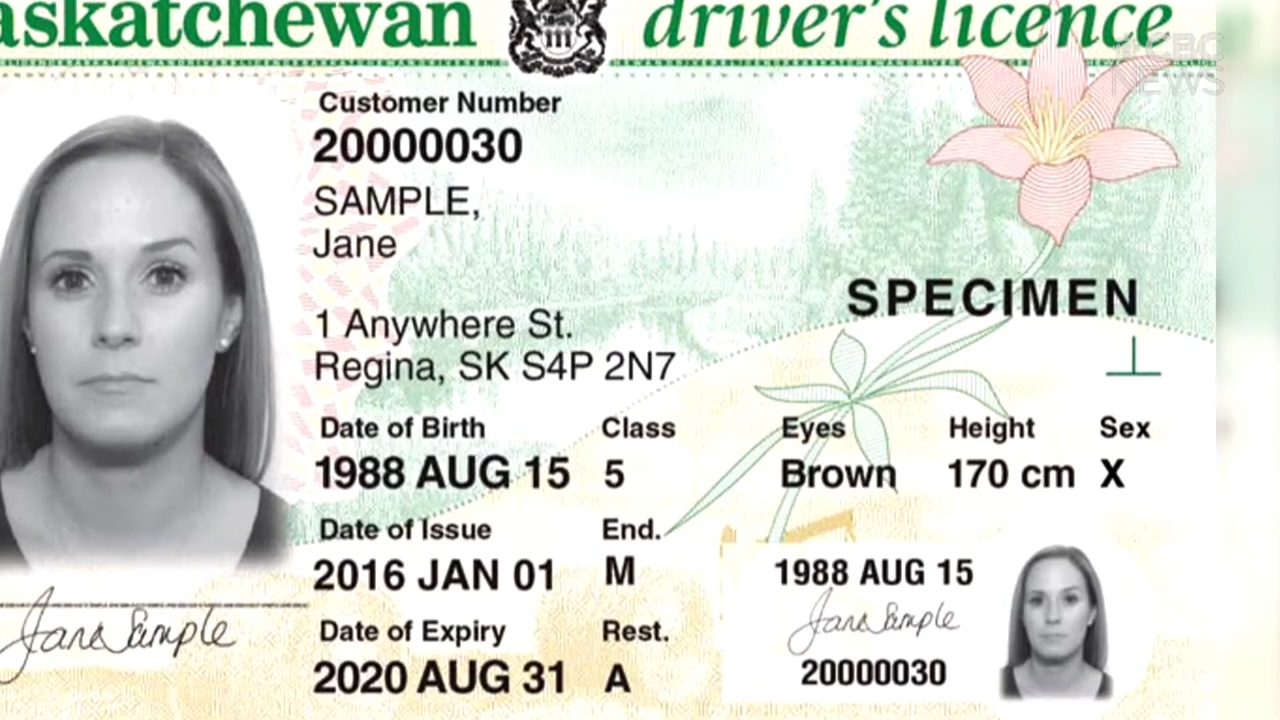 askatchewan driver's licence
CBC
NEWS
Customer Number
20000030
SAMPLE,
Jane
1 Anywhere St.
Regina, SK S4P 2N7
SPECIMEN
Date of Birth Class Eyes Height Sex
1988 AUG 15 5 Brown 170 cm X
Date of Issue End.
2016 JAN 01 M
Date of Expiry Rest.
2020 AUG 31 A
Jane Sample
1988 AUG 15
Jane Sample
20000030